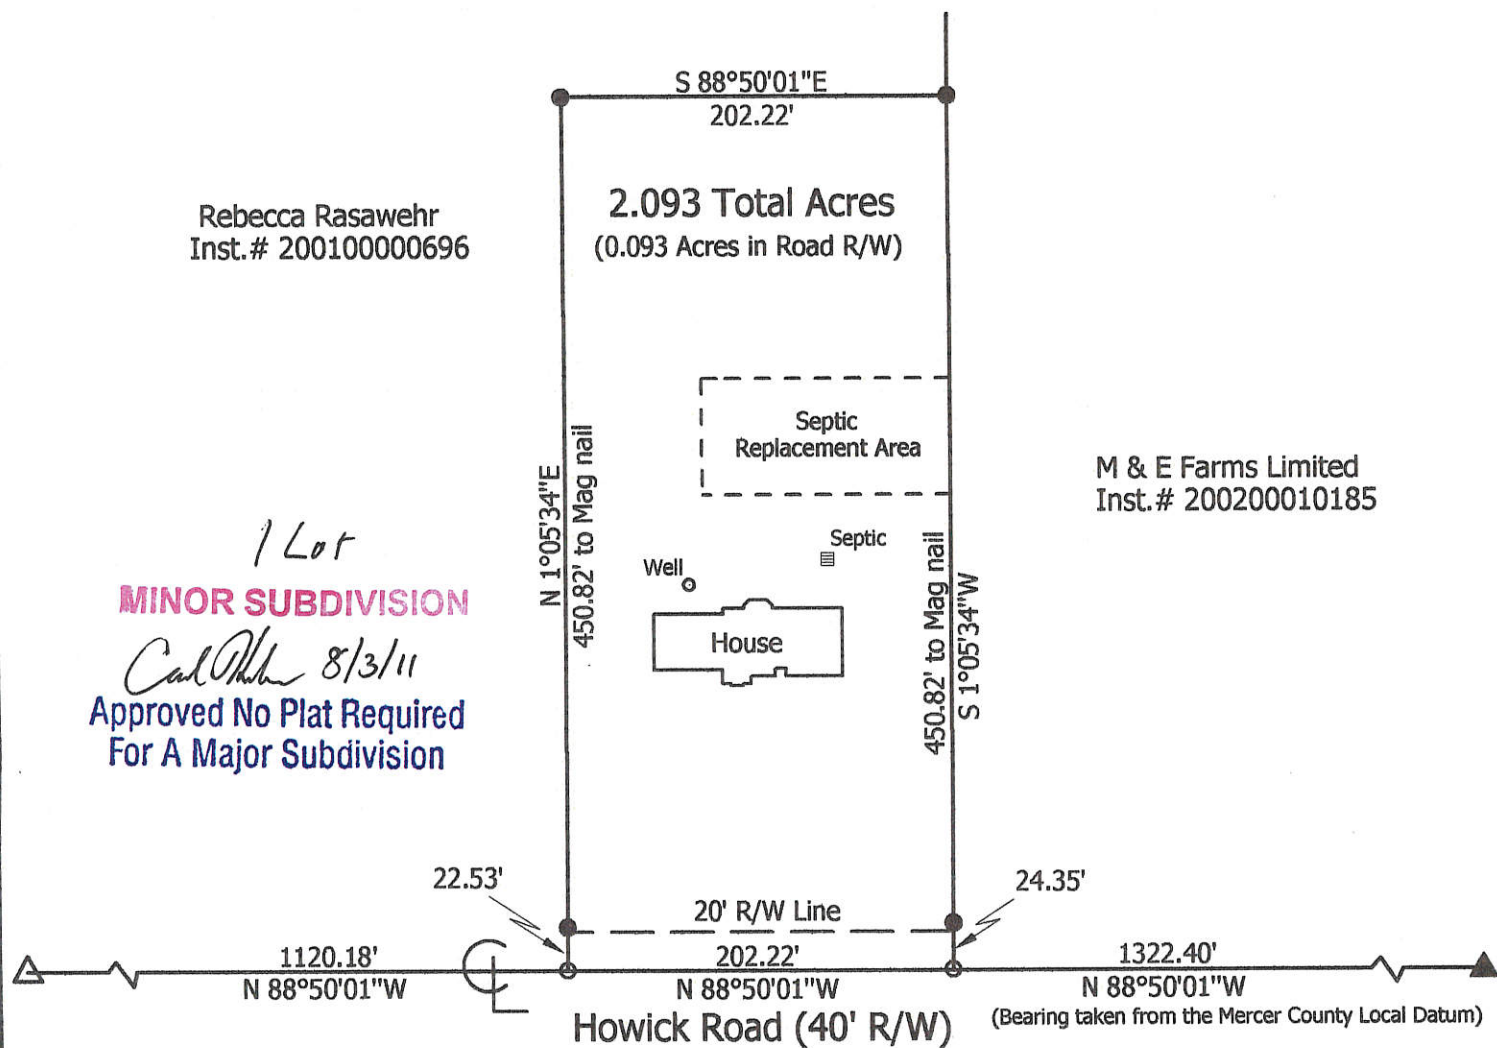 S 88°50'01"E
202.22'
2.093 Total Acres
(0.093 Acres in Road R/W)
Rebecca Rasawehr
Inst.# 200100000696
Septic
Replacement Area
M & E Farms Limited
Inst.# 200200010185
N 1°05'34"E
450.82' to Mag nail
Septic
Well
House
450.82' to Mag nail
S 1°05'34"W
1 Lot
MINOR SUBDIVISION
8/3/11
Approved No Plat Required
For A Major Subdivision
22.53'
24.35'
20' R/W Line
1120.18'
N 88°50'01"W
CL
202.22'
N 88°50'01"W
1322.40'
N 88°50'01"W
Howick Road (40' R/W)
(Bearing taken from the Mercer County Local Datum)